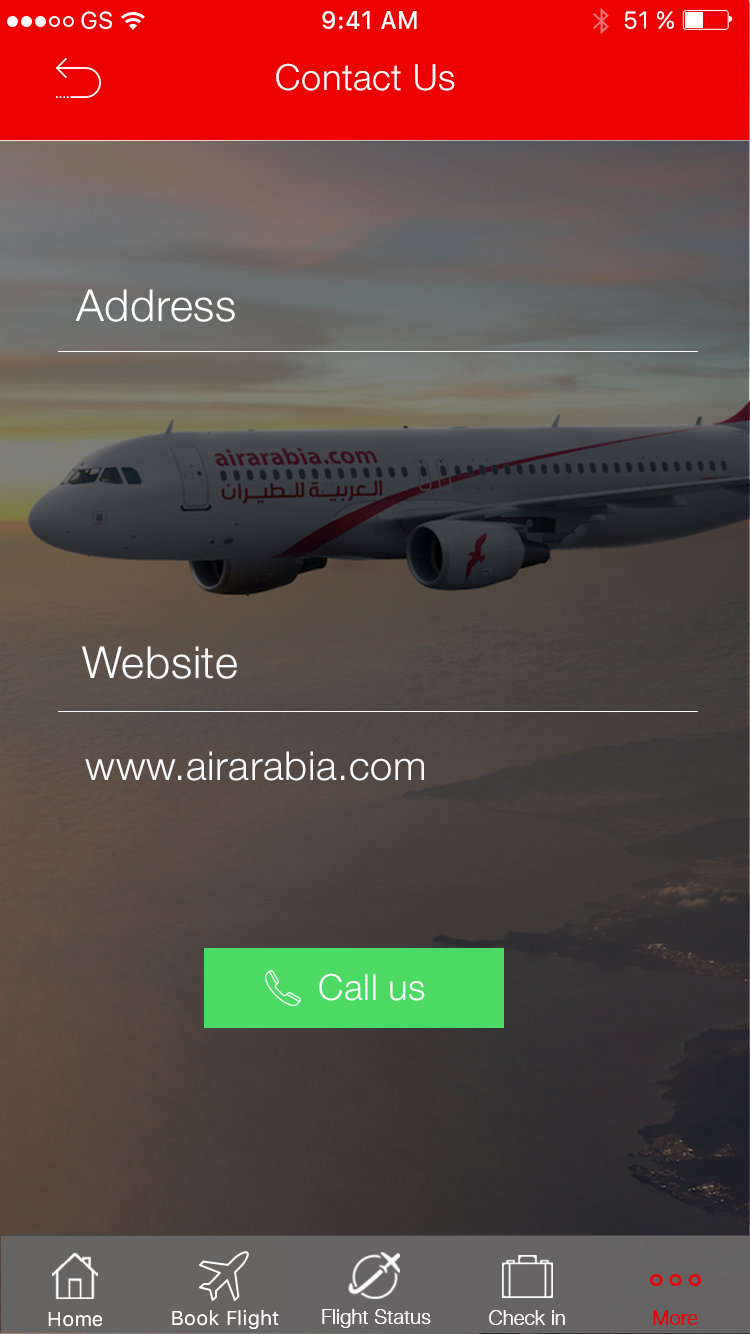 GS 9:41 AM 51 %
Contact Us
Address
airarabia.com
العربية للطيران
Website
www.airarabia.com
Call us
Home Book Flight Flight Status Check in More